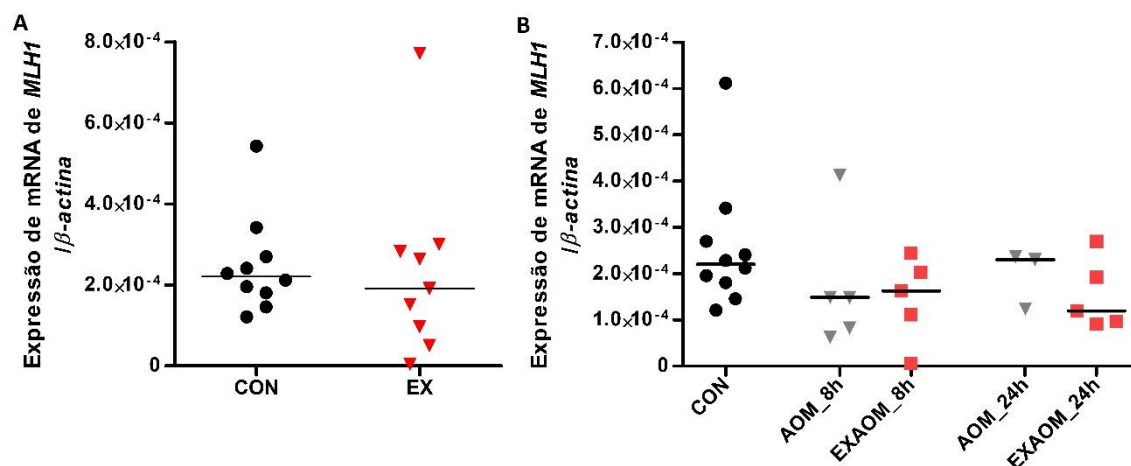 A
Expressão de mRNA de MLH1
/β-actina
8.0×10-4
6.0×10-4
4.0×10-4
2.0×10-4
0
CON
EX
B
Expressão de mRNA de MLH1
/β-actina
7.0×10-4
6.0×10-4
5.0×10-4
4.0×10-4
3.0×10-4
2.0×10-4
1.0×10-4
0
CON
AOM_8h
EXAOM_8h
AOM_24h
EXAOM_24h